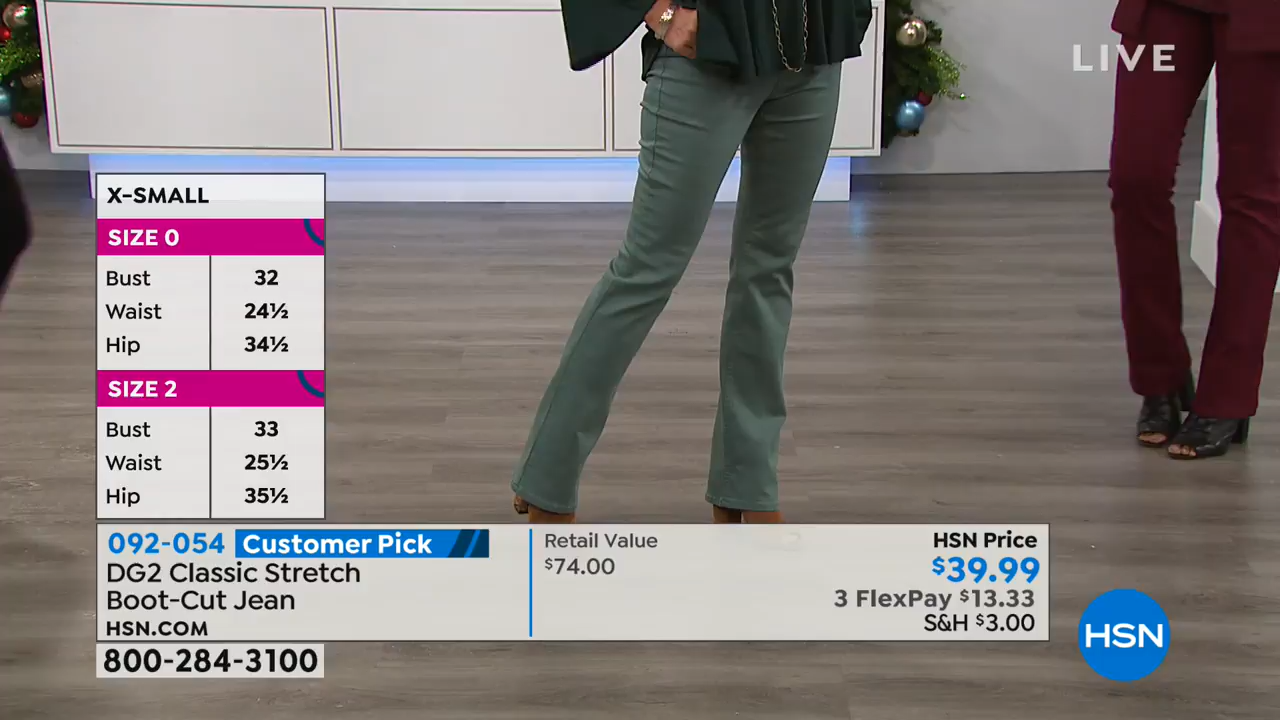 LIVE
X-SMALL
SIZE 0
Bust 32
Waist 24½
Hip 34½
SIZE 2
Bust 33
Waist 25½
Hip 35½
092-054 Customer Pick
DG2 Classic Stretch
Boot-Cut Jean
HSN.COM
Retail Value
$74.00
HSN Price
$39.99
3 FlexPay $13.33
S&H $3.00
800-284-3100
HSN